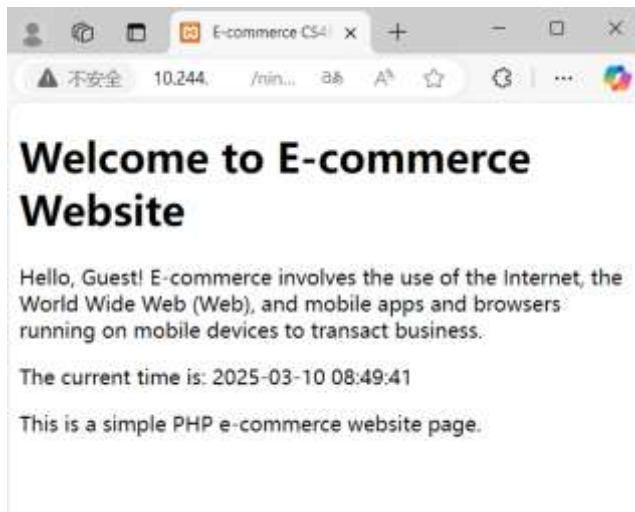 E-commerce CS4
不安全 10.244. /nin...
Welcome to E-commerce
Website
Hello, Guest! E-commerce involves the use of the Internet, the
World Wide Web (Web), and mobile apps and browsers
running on mobile devices to transact business.
The current time is: 2025-03-10 08:49:41
This is a simple PHP e-commerce website page.